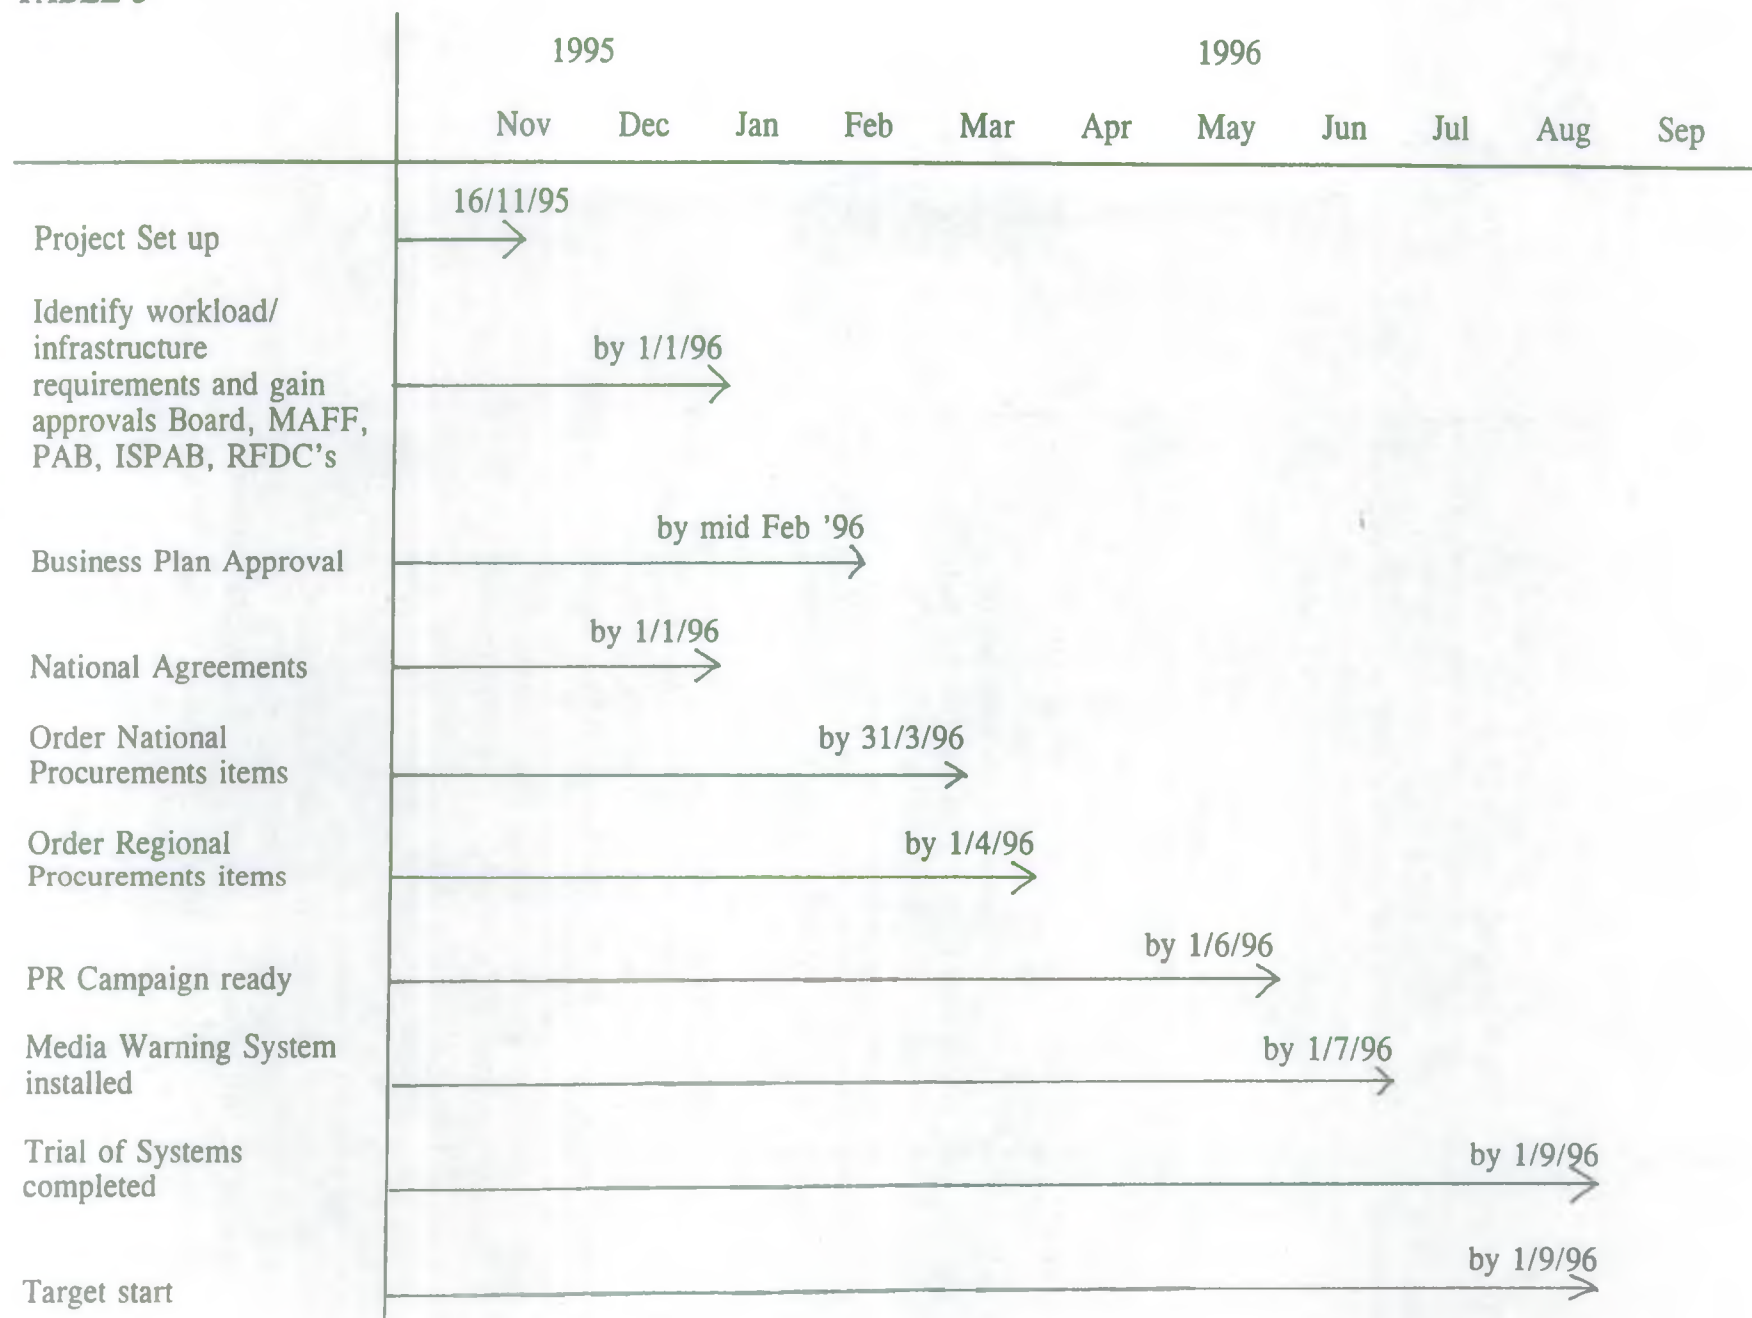 1995 1996
Nov Dec Jan Feb Mar Apr May Jun Jul Aug Sep
16/11/95
Project Set up
Identify workload/
infrastructure
by 1/1/96
requirements and gain
approvals Board, MAFF,
PAB, ISPAB, RFDC's
by mid Feb '96
Business Plan Approval
by 1/1/96
National Agreements
Order National
by 31/3/96
Procurements items
Order Regional
by 1/4/96
Procurements items
by 1/6/96
PR Campaign ready
Media Warning System
by 1/7/96
installed
Trial of Systems
by 1/9/96
completed
by 1/9/96
Target start